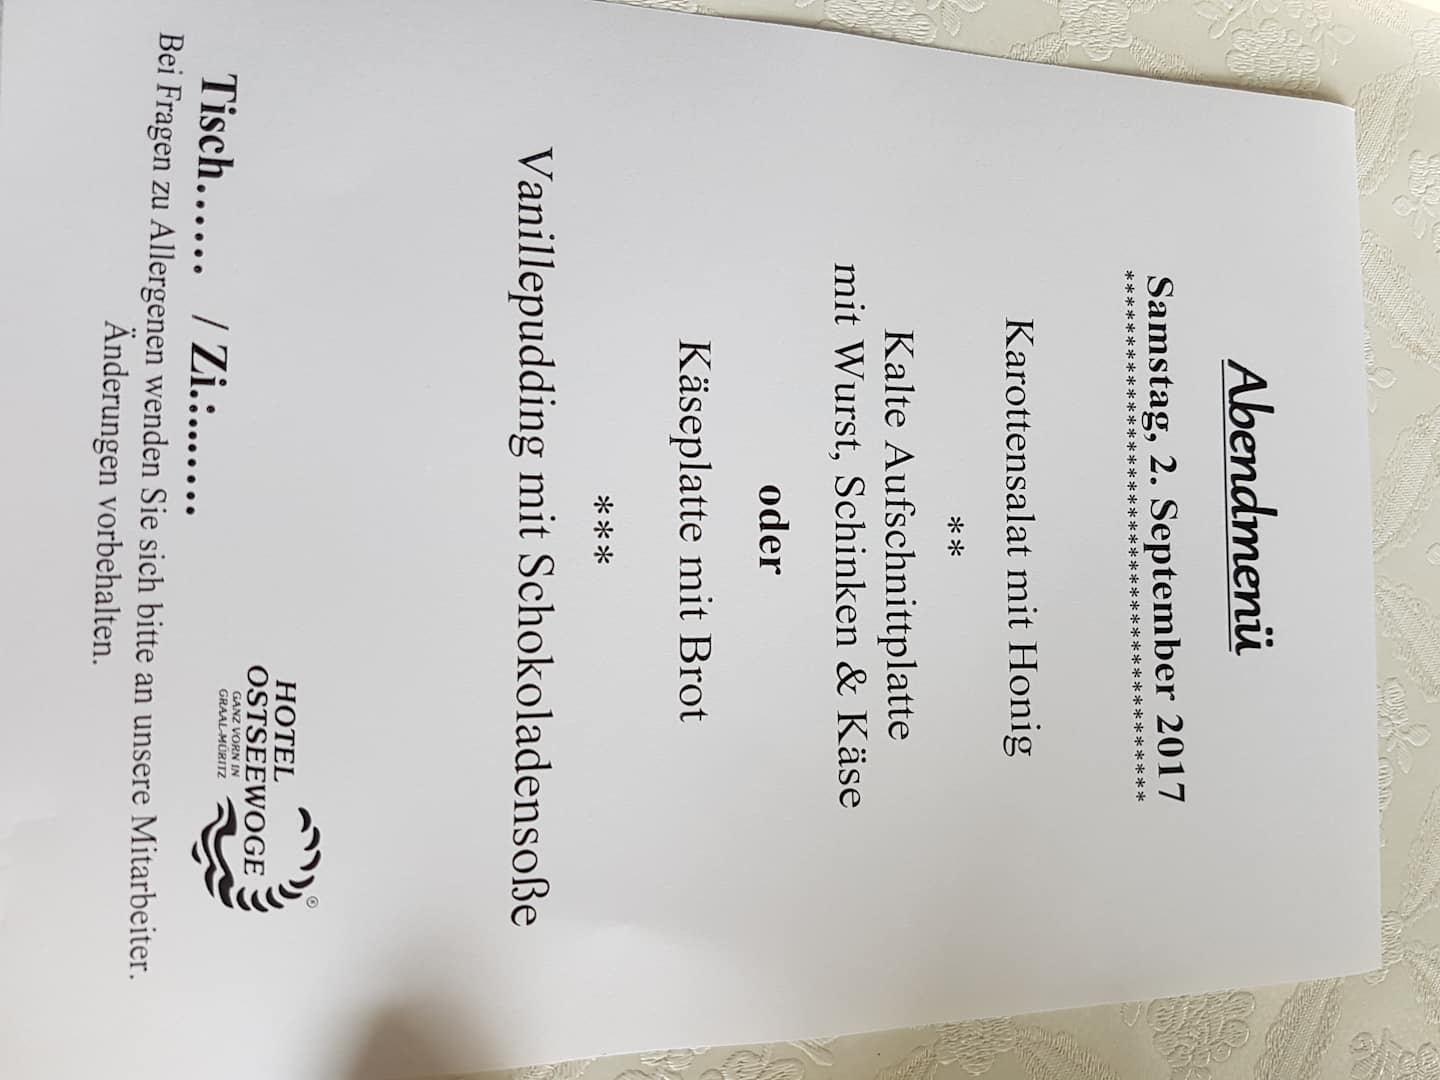 Abendmenü
Samstag, 2. September 2017
******************************************
Karottensalat mit Honig
**
Kalte Aufschnittplatte
mit Wurst, Schinken & Käse
oder
Käseplatte mit Brot
***
Vanillepudding mit Schokoladensoße
HOTEL
OSTSEEWOGE
GANZ VORN IN
GRAAL-MÜRITZ
®
Tisch...... / Zi.:........
Bei Fragen zu Allergenen wenden Sie sich bitte an unsere Mitarbeiter.
Änderungen vorbehalten.